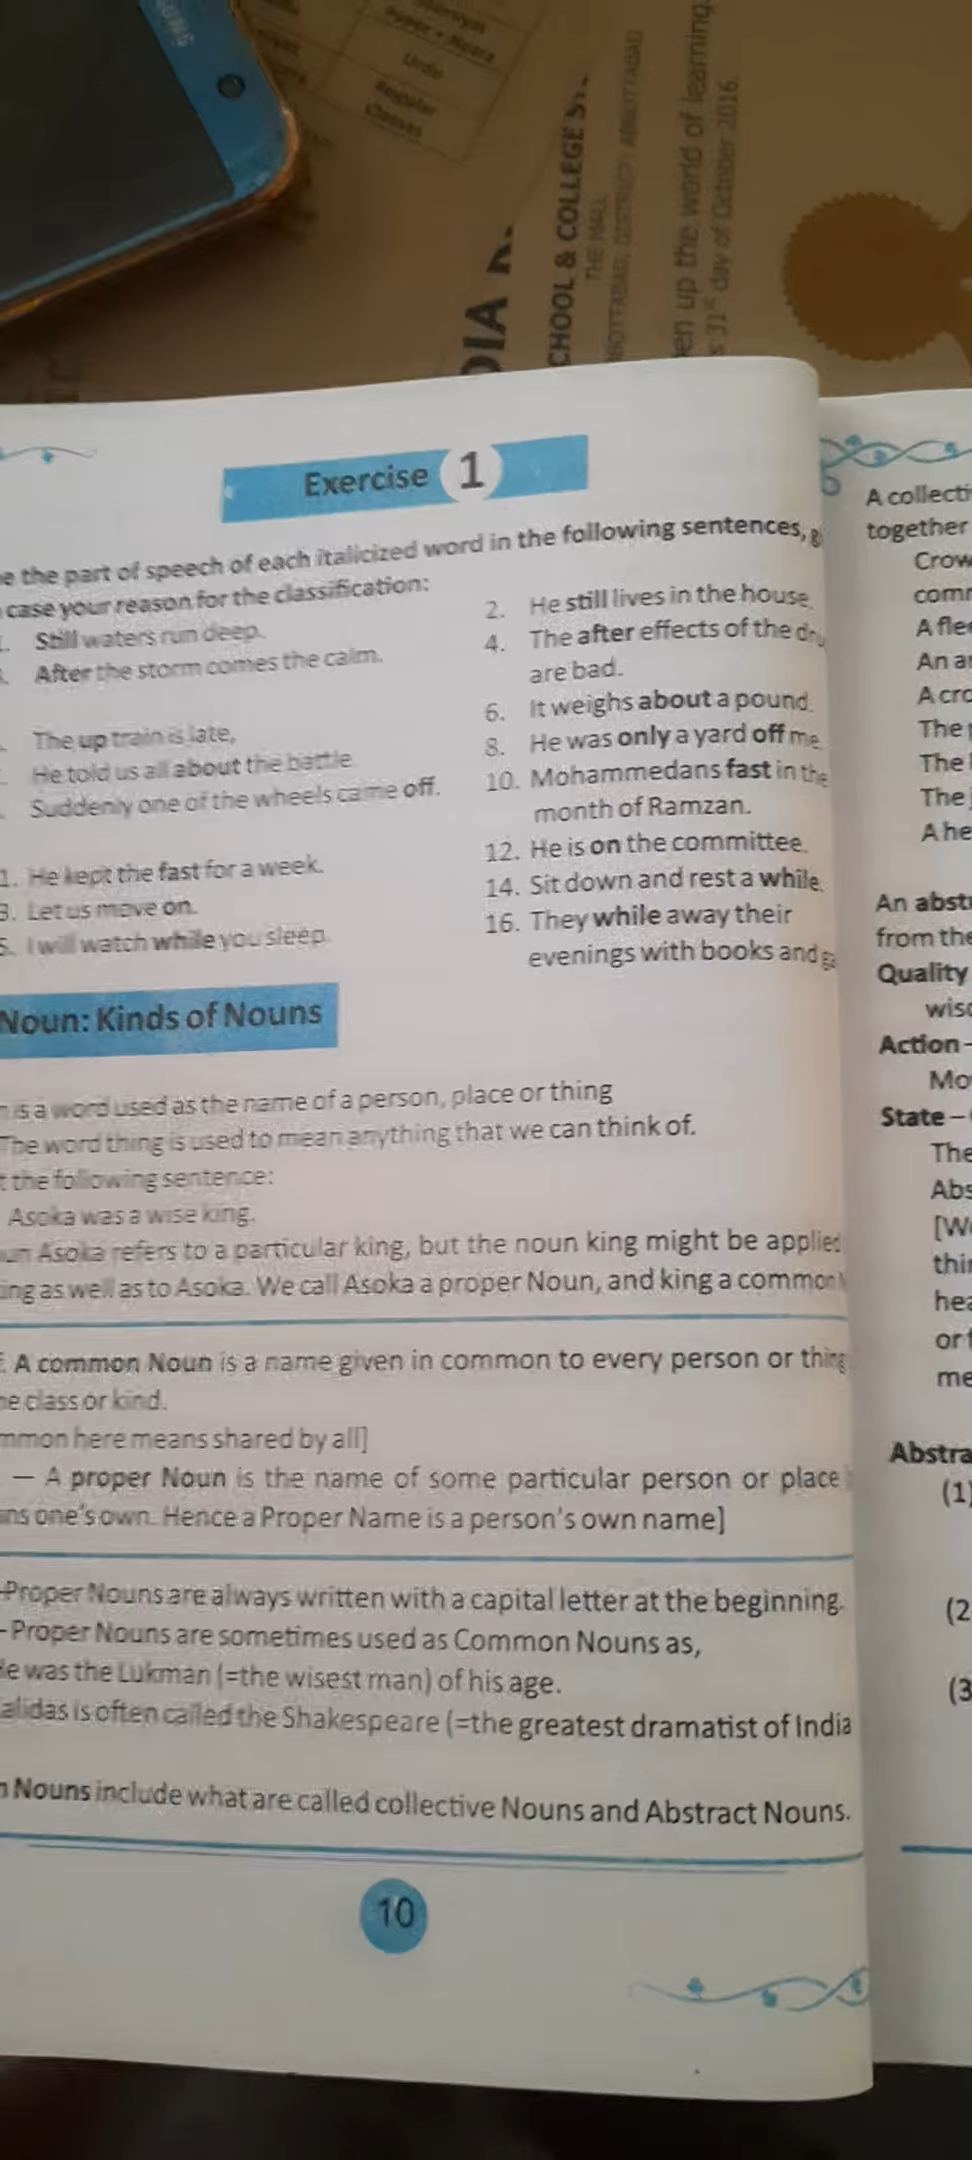 Urdu
Regular
Classes
CHOOL & COLLEGE
THE MALL
BOTTABAD, DISTRICT, ABBOTTABAD
en up the world of learning.
31st day of October 2016.
Exercise 1
e the part of speech of each italicized word in the following sentences,
case your reason for the classification:
Still waters run deep.
2. He still lives in the house.
After the storm comes the calm.
4. The after effects of the
are bad.
The up train is late,
6. It weighs about a pound.
He told us all about the battle.
8. He was only a yard off me.
Suddenly one of the wheels came off.
10. Mohammedans fast in the
month of Ramzan.
1. He kept the fast for a week.
12. He is on the committee.
3. Let us move on.
14. Sit down and rest a while.
5. I will watch while you sleep.
16. They while away their
evenings with books and
Noun: Kinds of Nouns
is a word used as the name of a person, place or thing
The word thing is used to mean anything that we can think of.
t the following sentence:
Asoka was a wise king.
un Asoka refers to a particular king, but the noun king might be applied
ing as well as to Asoka. We call Asoka a proper Noun, and king a common
A common Noun is a name given in common to every person or thing
e class or kind.
mmon here means shared by all]
— A proper Noun is the name of some particular person or place
ns one's own. Hence a Proper Name is a person's own name]
-Proper Nouns are always written with a capital letter at the beginning.
-Proper Nouns are sometimes used as Common Nouns as,
He was the Lukman (=the wisest man) of his age.
alidas is often called the Shakespeare (=the greatest dramatist of India
n Nouns include what are called collective Nouns and Abstract Nouns.
10
A collecti
together
Crow
comm
A flee
An ar
A cro
The
The
The
A he
An abstr
from the
Quality
wisd
Action-
Mo
State –
The
Abs
[We
thin
hea
or f
me
Abstra
(1)
(2
(3